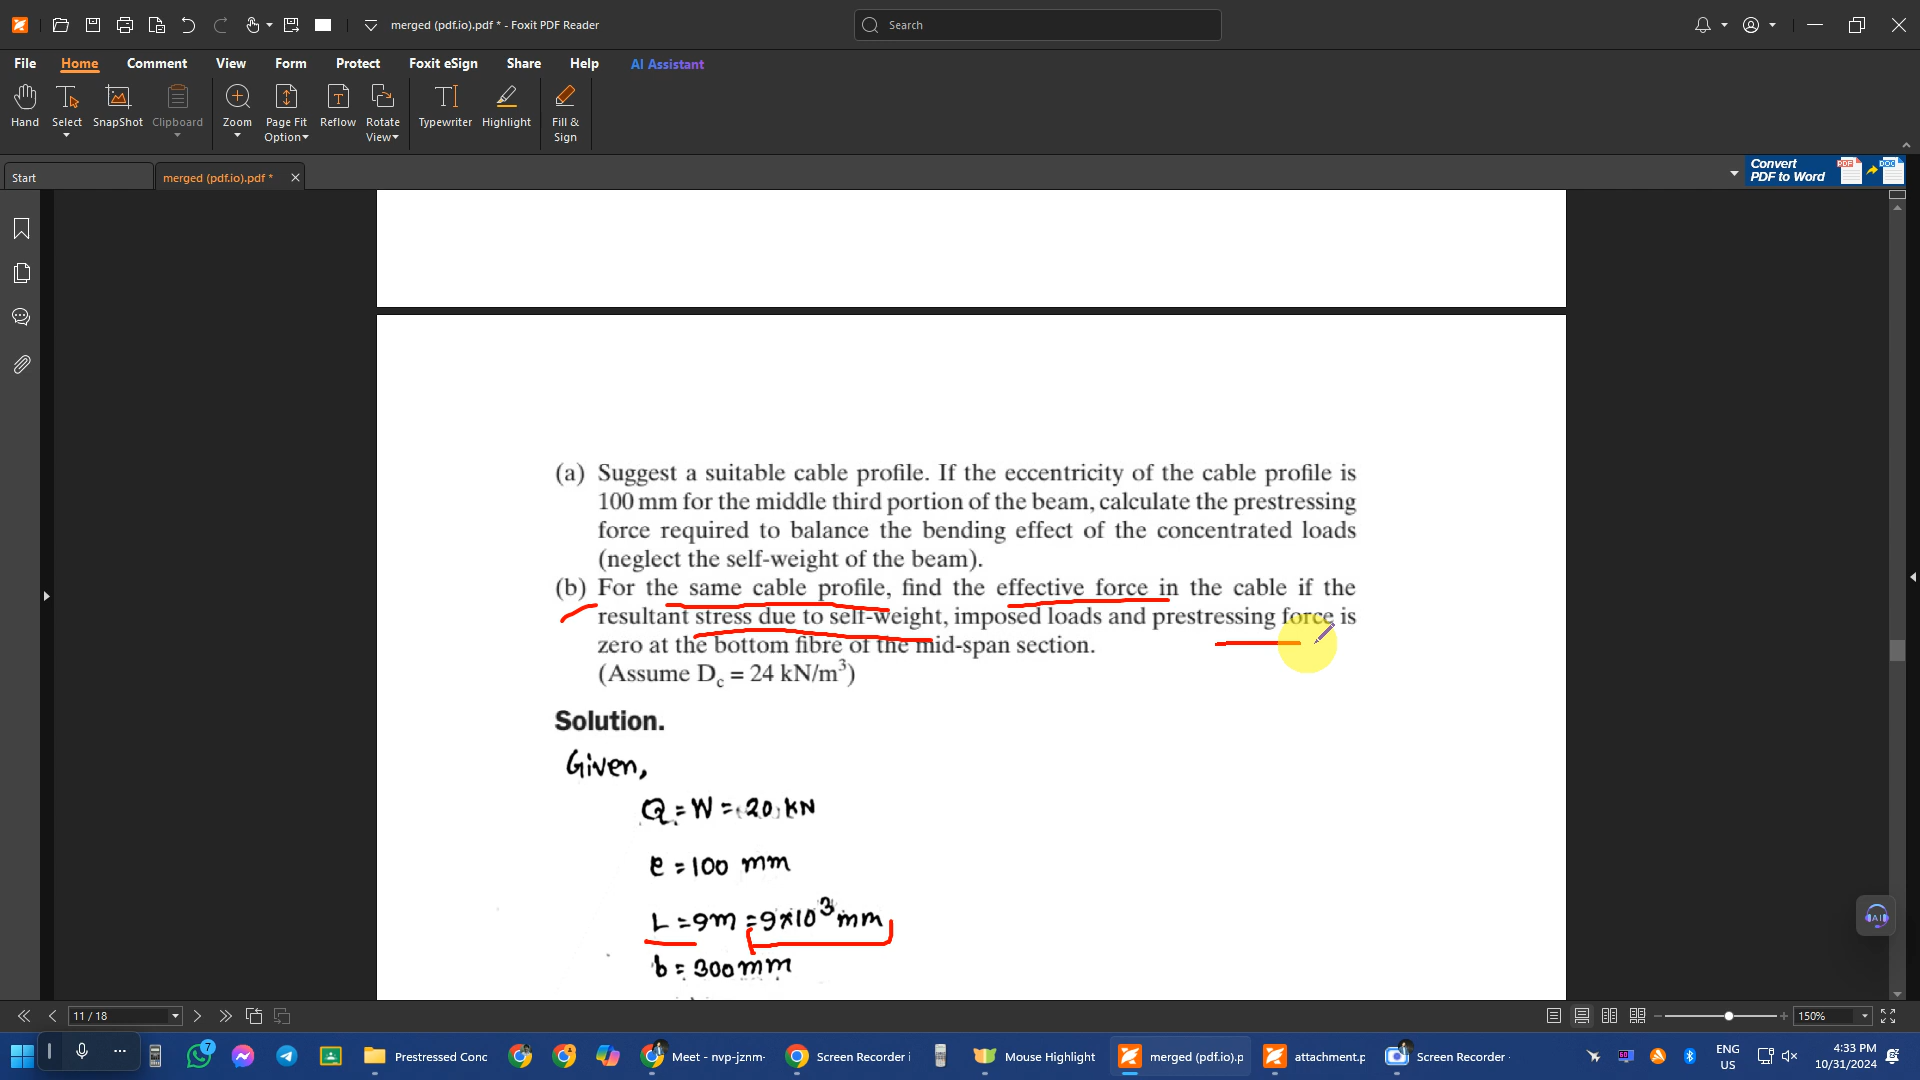 merged (pdf.io).pdf * - Foxit PDF Reader
Search
File Home Comment View Form Protect Foxit eSign Share Help AI Assistant
Hand
Select
SnapShot
Clipboard
Zoom
Page Fit
Option
Reflow
Rotate
View
Typewriter
Highlight
Fill &
Sign
Start
merged (pdf.io).pdf *
Convert
PDF to Word
PDF
DOC
(a) Suggest a suitable cable profile. If the eccentricity of the cable profile is
100 mm for the middle third portion of the beam, calculate the prestressing
force required to balance the bending effect of the concentrated loads
(neglect the self-weight of the beam).
(b) For the same cable profile, find the effective force in the cable if the
resultant stress due to self-weight, imposed loads and prestressing force is
zero at the bottom fibre of the mid-span section.
(Assume Dc = 24 kN/m³)
Solution.
Given,
Q = W = 20 KN
e = 100 mm
L = 9m = 9×10³ mm
b = 300 mm
AI
11 / 18
150%
7
Prestressed Conc
Meet - nvp-jznm-
Screen Recorder i
Mouse Highlight
merged (pdf.io).p
attachment.p
Screen Recorder
60
ENG
US
4:33 PM
10/31/2024